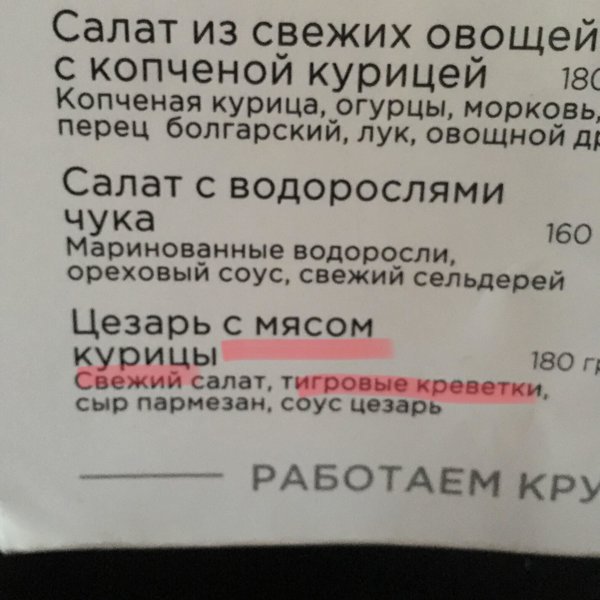 Салат из свежих овощей
с копченой курицей 180
Копченая курица, огурцы, морковь,
перец болгарский, лук, овощной
Салат с водорослями
чука 160
Маринованные водоросли,
ореховый соус, свежий сельдерей
Цезарь с мясом
курицы 180 гр
Свежий салат, тигровые креветки,
сыр пармезан, соус цезарь
РАБОТАЕМ